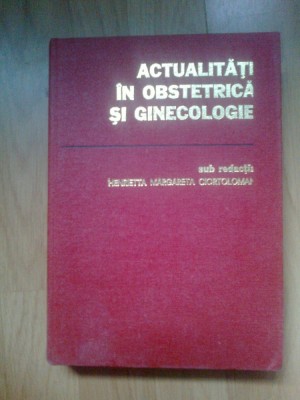 ACTUALITĂȚI
ÎN OBSTETRICĂ
ȘI GINECOLOGIE
sub redacția
HENRIETTA MARGARETA CIORTOLOMAN